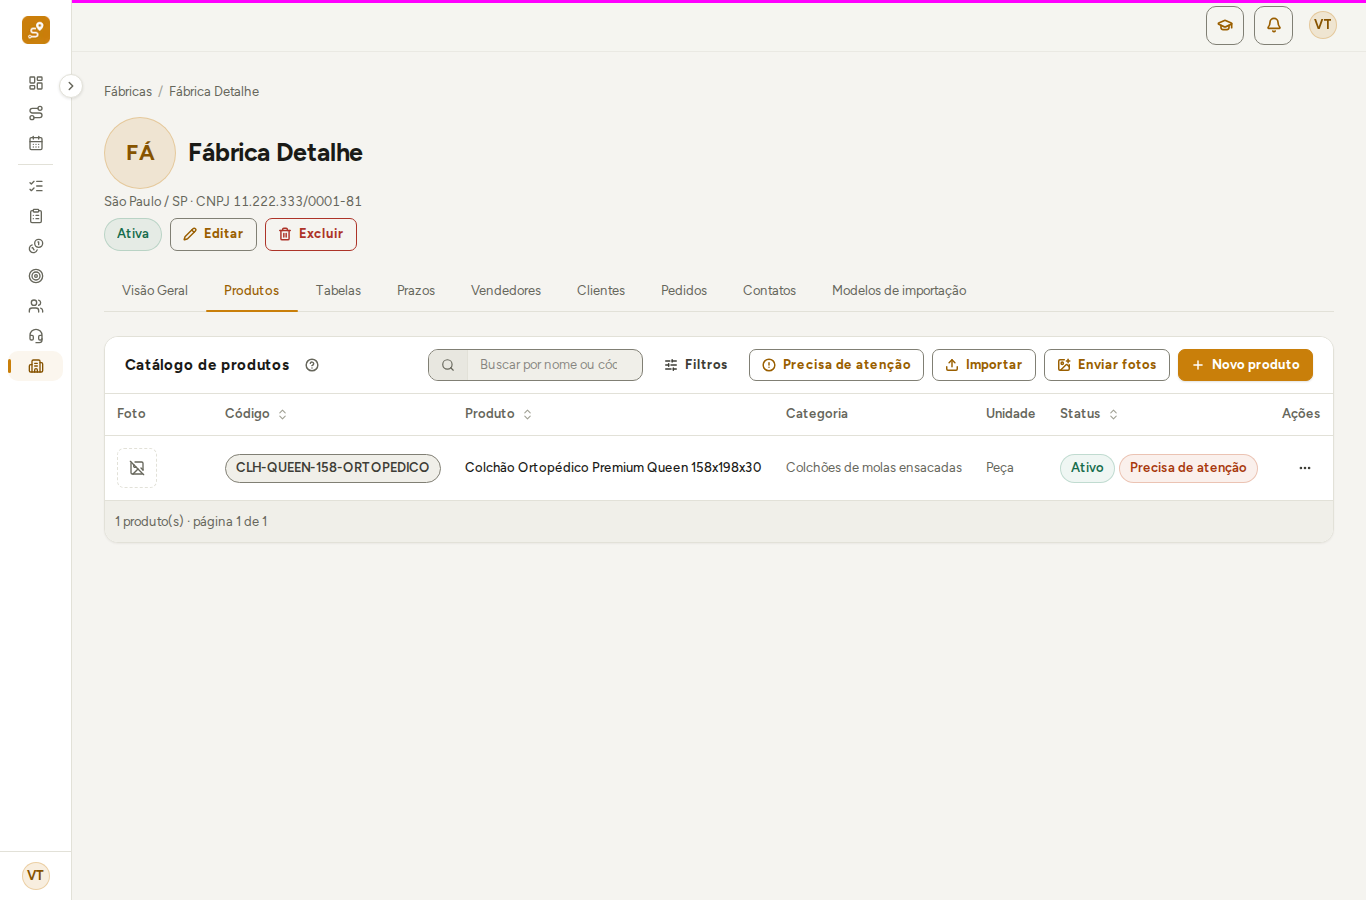 VT
Fábricas / Fábrica Detalhe
FÁ
Fábrica Detalhe
São Paulo / SP · CNPJ 11.222.333/0001-81
Ativa
Editar
Excluir
Visão Geral
Produtos
Tabelas
Prazos
Vendedores
Clientes
Pedidos
Contatos
Modelos de importação
Catálogo de produtos
Buscar por nome ou cóc
Filtros
Precisa de atenção
Importar
Enviar fotos
Novo produto
Foto
Código
Produto
Categoria
Unidade
Status
Ações
CLH-QUEEN-158-ORTOPEDICO
Colchão Ortopédico Premium Queen 158x198x30
Colchões de molas ensacadas
Peça
Ativo
Precisa de atenção
1 produto(s) · página 1 de 1
VT